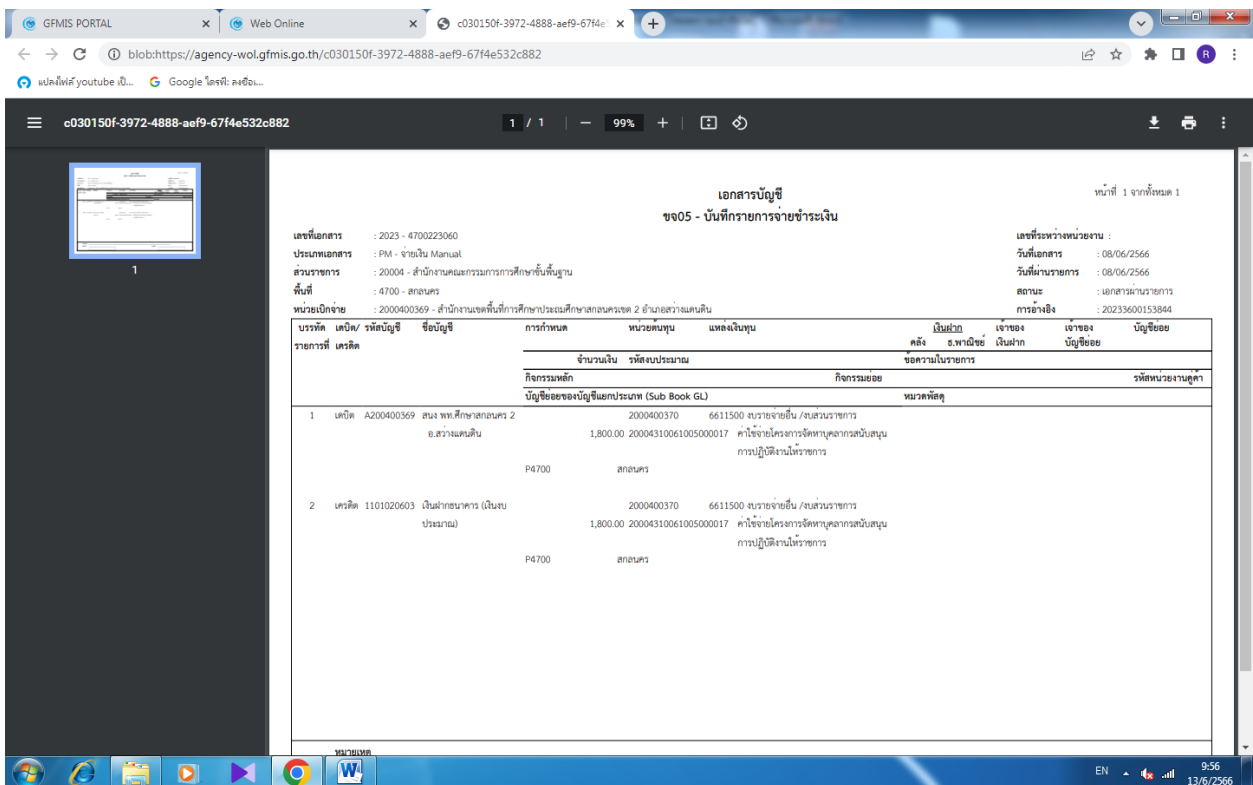 GFMIS PORTAL
Web Online
c030150f-3972-4888-aef9-67f4e5
blob:https://agency-wol.gfmis.go.th/c030150f-3972-4888-aef9-67f4e532c882
R
แปลงไฟล์ youtube เป็...
Google ไดรฟ์: ลงชื่อเ...
c030150f-3972-4888-aef9-67f4e532c882
1 / 1
99%
1
เอกสารบัญชี
หน้าที่ 1 จากทั้งหมด 1
ขจ05 - บันทึกรายการจ่ายชำระเงิน
เลขที่เอกสาร : 2023 - 4700223060
เลขที่ระหว่างหน่วยงาน :
ประเภทเอกสาร : PM - จ่ายเงิน Manual
วันที่เอกสาร : 08/06/2566
ส่วนราชการ : 20004 - สำนักงานคณะกรรมการการศึกษาขั้นพื้นฐาน
วันที่ผ่านรายการ : 08/06/2566
พื้นที่ : 4700 - สกลนคร
สถานะ : เอกสารผ่านรายการ
หน่วยเบิกจ่าย : 2000400369 - สำนักงานเขตพื้นที่การศึกษาประถมศึกษาสกลนครเขต 2 อำเภอสว่างแดนดิน
การอ้างอิง : 20233600153844
บรรทัด เดบิต/ รหัสบัญชี ชื่อบัญชี การกำหนด หน่วยต้นทุน แหล่งเงินทุน เงินฝาก เจ้าของ เจ้าของ บัญชีย่อย
รายการที่ เครดิต คลัง ธ.พาณิชย์ เงินฝาก บัญชีย่อย
จำนวนเงิน รหัสงบประมาณ ข้อความในรายการ
กิจกรรมหลัก กิจกรรมย่อย รหัสหน่วยงานคู่ค้า
บัญชีย่อยของบัญชีแยกประเภท (Sub Book GL) หมวดพัสดุ
1 เดบิต A200400369 สนง พท.ศึกษาสกลนคร 2 2000400370 6611500 งบรายจ่ายอื่น /งบส่วนราชการ
อ.สว่างแดนดิน 1,800.00 20004310061005000017 ค่าใช้จ่ายโครงการจัดหาบุคลากรสนับสนุน
การปฏิบัติงานให้ราชการ
P4700 สกลนคร
2 เครดิต 1101020603 เงินฝากธนาคาร (เงินงบ 2000400370 6611500 งบรายจ่ายอื่น /งบส่วนราชการ
ประมาณ) 1,800.00 20004310061005000017 ค่าใช้จ่ายโครงการจัดหาบุคลากรสนับสนุน
การปฏิบัติงานให้ราชการ
P4700 สกลนคร
หมายเหตุ
EN
9:56
13/6/2566